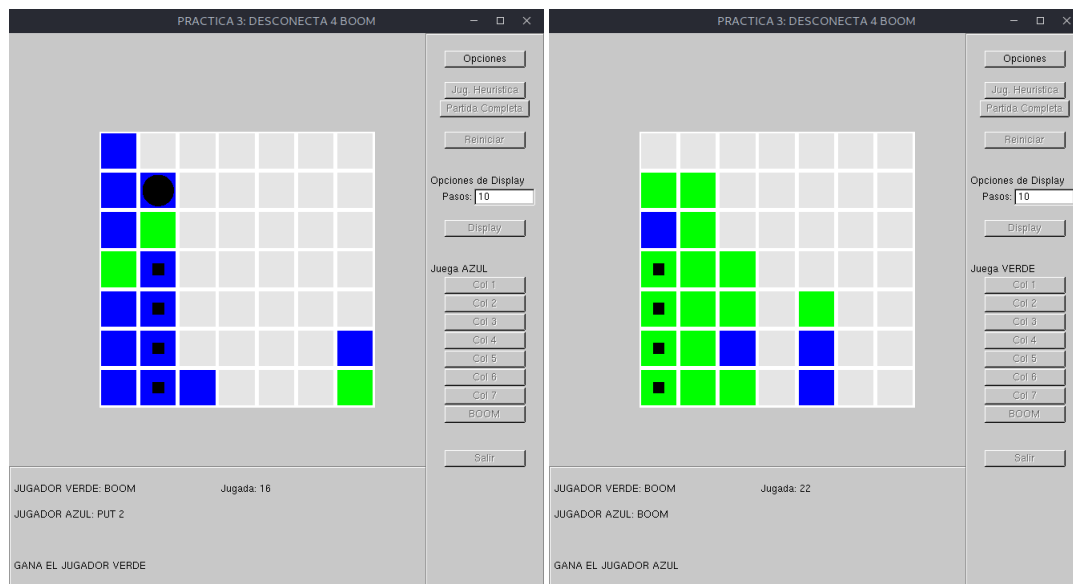 PRACTICA 3: DESCONECTA 4 BOOM
Opciones
Jug. Heurística
Partida Completa
Reiniciar
Opciones de Display
Pasos: 10
Display
Juega AZUL
Col 1
Col 2
Col 3
Col 4
Col 5
Col 6
Col 7
BOOM
Salir
JUGADOR VERDE: BOOM Jugada: 16
JUGADOR AZUL: PUT 2
GANA EL JUGADOR VERDE
PRACTICA 3: DESCONECTA 4 BOOM
Opciones
Jug. Heurística
Partida Completa
Reiniciar
Opciones de Display
Pasos: 10
Display
Juega VERDE
Col 1
Col 2
Col 3
Col 4
Col 5
Col 6
Col 7
BOOM
Salir
JUGADOR VERDE: BOOM Jugada: 22
JUGADOR AZUL: BOOM
GANA EL JUGADOR AZUL